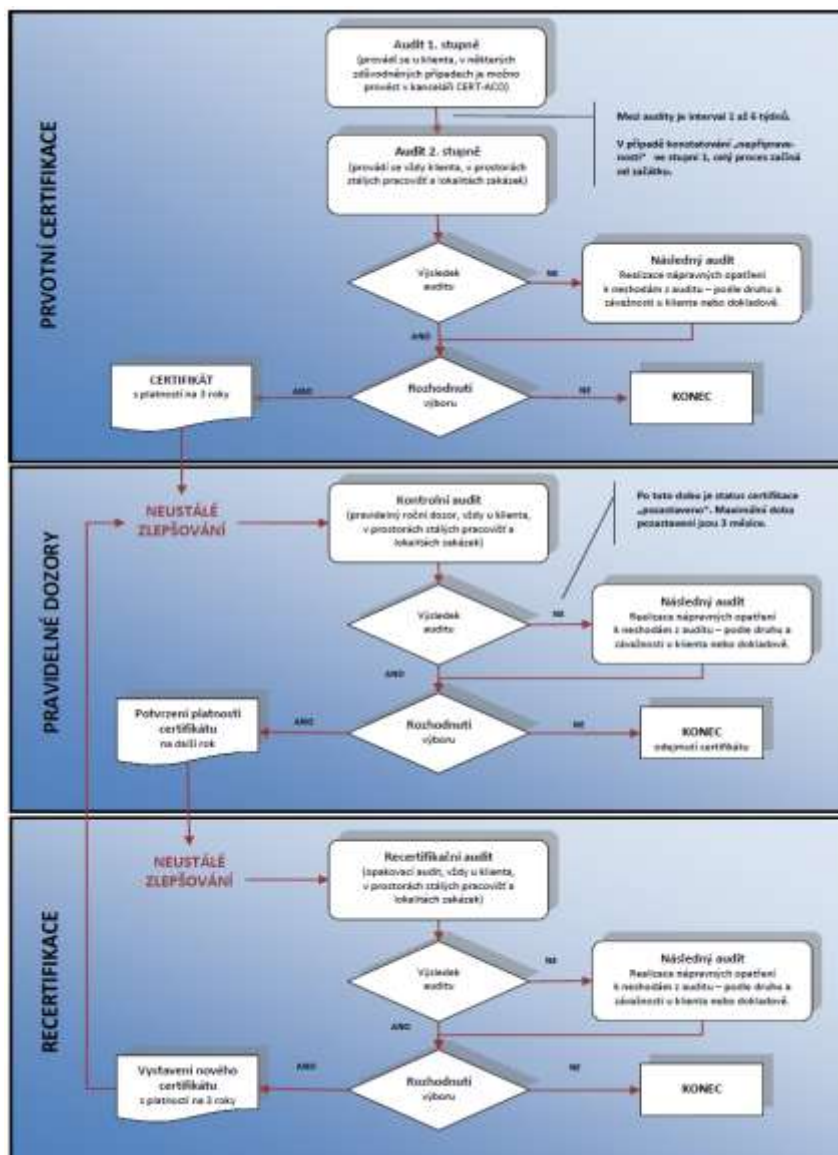 PRVOTNÍ CERTIFIKACE
Audit 1. stupně
(provádí se u klienta, v některých
zdůvodněných případech je možno
provést v kanceláři CERT-ACO)
Mezi audity je interval 1 až 6 týdnů.
V případě konstatování „nepřiprave-
nosti“ ve stupni 1, celý proces začíná
od začátku.
Audit 2. stupně
(provádí se vždy klienta, v prostorách
stálých pracovišť a lokalitách zakázek)
Výsledek
auditu
NE
Následný audit
Realizace nápravných opatření
k neshodám z auditu – podle druhu a
závažnosti u klienta nebo dokladově.
ANO
CERTIFIKÁT
s platností na 3 roky
ANO
Rozhodnutí
výboru
NE
KONEC
PRAVIDELNÉ DOZORY
NEUSTÁLÉ
ZLEPŠOVÁNÍ
Kontrolní audit
(pravidelný roční dozor, vždy u klienta,
v prostorách stálých pracovišť a
lokalitách zakázek)
Po tuto dobu je status certifikace
„pozastaveno“. Maximální doba
pozastavení jsou 3 měsíce.
Výsledek
auditu
NE
Následný audit
Realizace nápravných opatření
k neshodám z auditu – podle druhu a
závažnosti u klienta nebo dokladově.
ANO
Potvrzení platnosti
certifikátu
na další rok
ANO
Rozhodnutí
výboru
NE
KONEC
odejmutí certifikátu
RECERTIFIKACE
NEUSTÁLÉ
ZLEPŠOVÁNÍ
Recertifikační audit
(opakovací audit, vždy u klienta,
v prostorách stálých pracovišť a
lokalitách zakázek)
Výsledek
auditu
NE
Následný audit
Realizace nápravných opatření
k neshodám z auditu – podle druhu a
závažnosti u klienta nebo dokladově.
ANO
Vystavení nového
certifikátu
s platností na 3 roky
ANO
Rozhodnutí
výboru
NE
KONEC